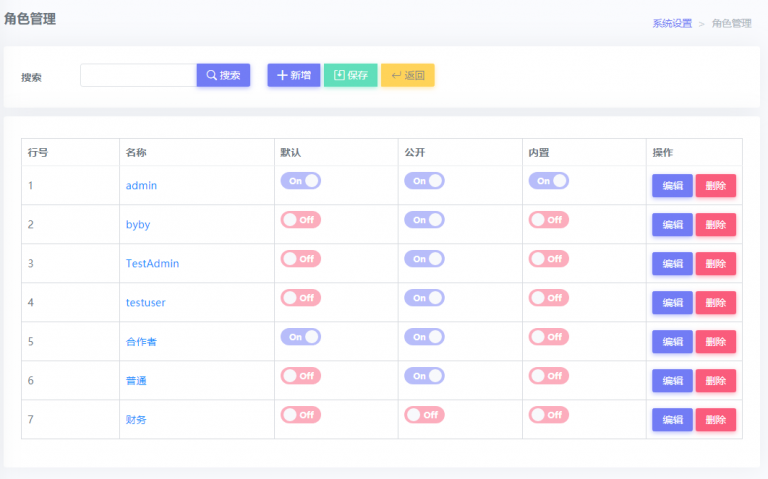 角色管理
系统设置 > 角色管理
搜索 搜索 新增 保存 返回
行号 名称 默认 公开 内置 操作
1 admin On On On 编辑 删除
2 byby Off On Off 编辑 删除
3 TestAdmin Off On Off 编辑 删除
4 testuser Off On Off 编辑 删除
5 合作者 On On Off 编辑 删除
6 普通 Off On Off 编辑 删除
7 财务 Off Off Off 编辑 删除